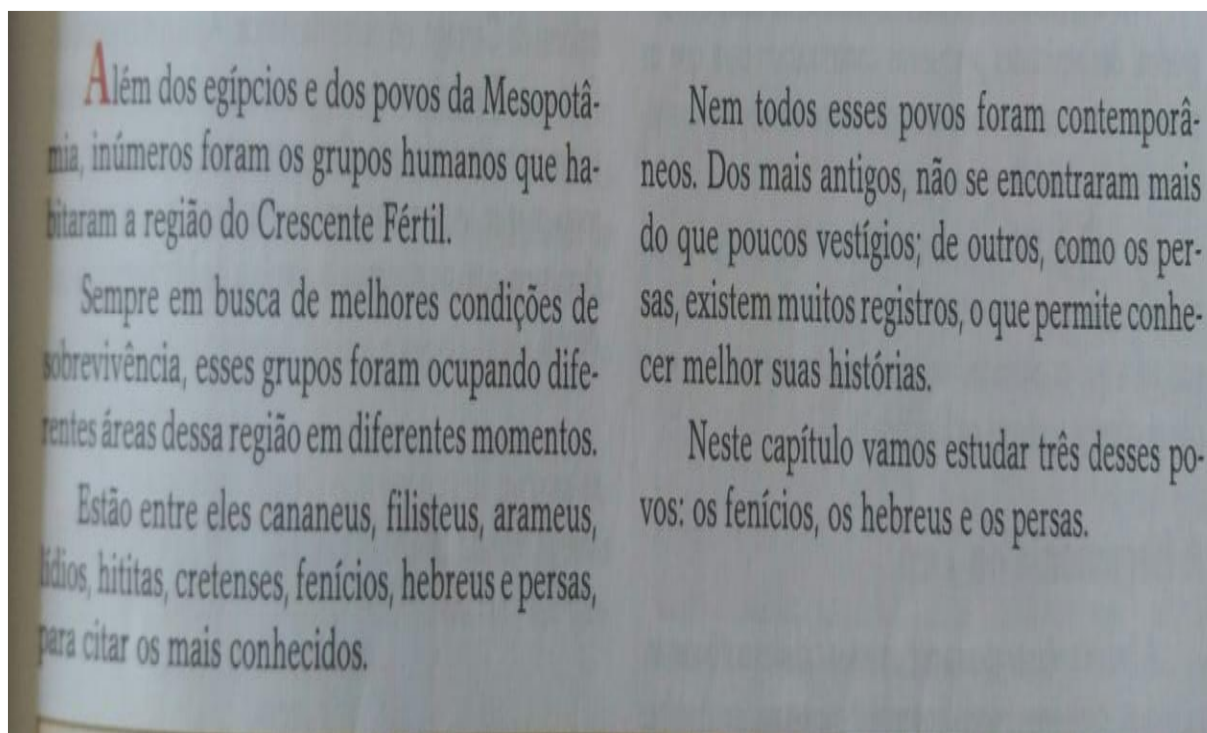 Além dos egípcios e dos povos da Mesopotâ-
mia, inúmeros foram os grupos humanos que ha-
bitaram a região do Crescente Fértil.
Sempre em busca de melhores condições de
sobrevivência, esses grupos foram ocupando dife-
rentes áreas dessa região em diferentes momentos.
Estão entre eles cananeus, filisteus, arameus,
lídios, hititas, cretenses, fenícios, hebreus e persas,
para citar os mais conhecidos.
Nem todos esses povos foram contemporâ-
neos. Dos mais antigos, não se encontraram mais
do que poucos vestígios; de outros, como os per-
sas, existem muitos registros, o que permite conhe-
cer melhor suas histórias.
Neste capítulo vamos estudar três desses po-
vos: os fenícios, os hebreus e os persas.